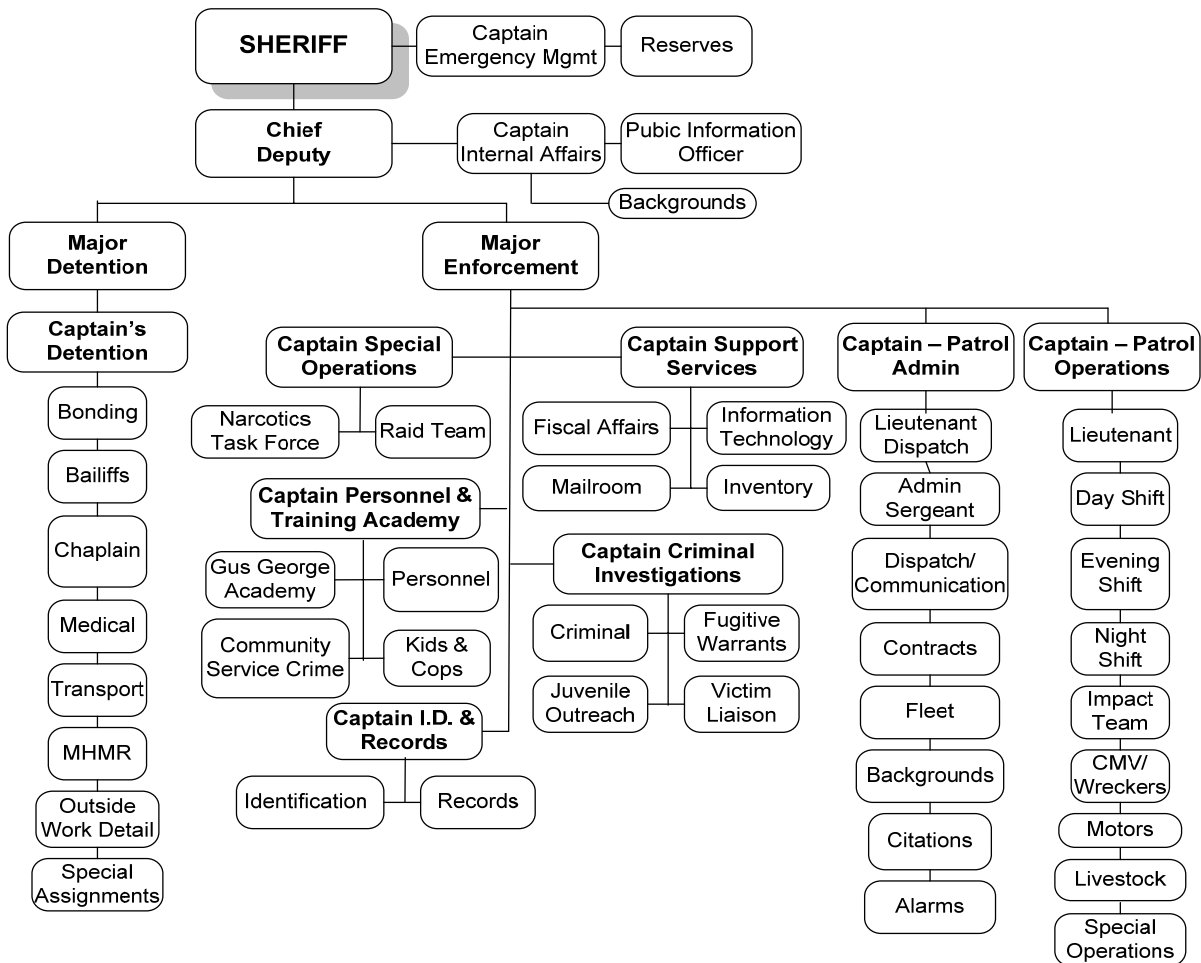 SHERIFF
Captain
Emergency Mgmt
Reserves
Chief
Deputy
Captain
Internal Affairs
Pubic Information
Officer
Backgrounds
Major
Detention
Major
Enforcement
Captain's
Detention
Bonding
Bailiffs
Chaplain
Medical
Transport
MHMR
Outside
Work Detail
Special
Assignments
Captain Special
Operations
Narcotics
Task Force
Raid Team
Captain Personnel &
Training Academy
Gus George
Academy
Personnel
Community
Service Crime
Kids &
Cops
Captain I.D. &
Records
Identification
Records
Captain Support
Services
Fiscal Affairs
Information
Technology
Mailroom
Inventory
Captain Criminal
Investigations
Criminal
Fugitive
Warrants
Juvenile
Outreach
Victim
Liaison
Captain – Patrol
Admin
Lieutenant
Dispatch
Admin
Sergeant
Dispatch/
Communication
Contracts
Fleet
Backgrounds
Citations
Alarms
Captain – Patrol
Operations
Lieutenant
Day Shift
Evening
Shift
Night
Shift
Impact
Team
CMV/
Wreckers
Motors
Livestock
Special
Operations